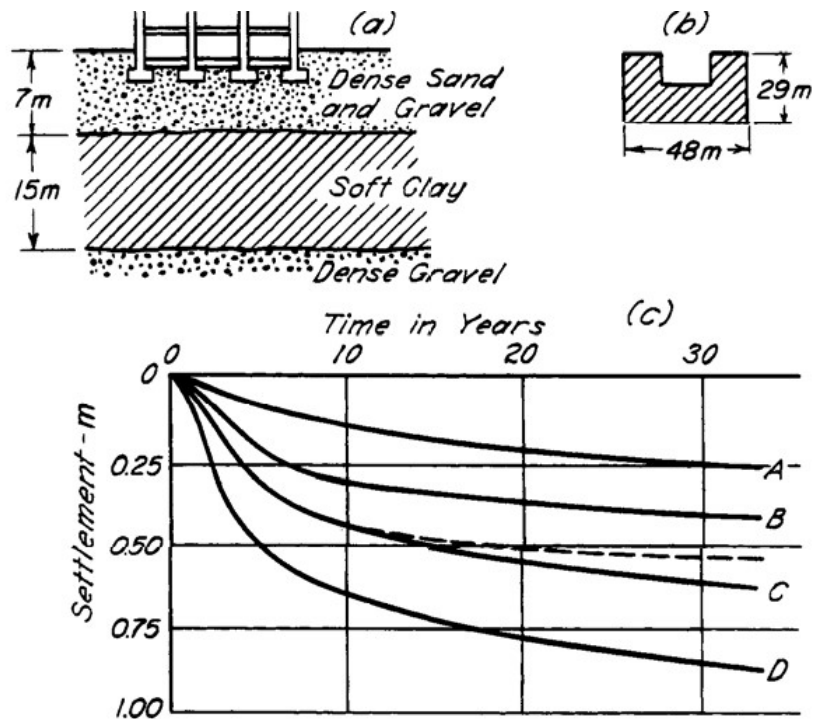 (a)
Dense Sand
and Gravel
7m
15m
Soft Clay
Dense Gravel
(b)
29m
48m
Time in Years
(c)
0 10 20 30
0
0.25
0.50
0.75
1.00
Settlement-m
A
B
C
D